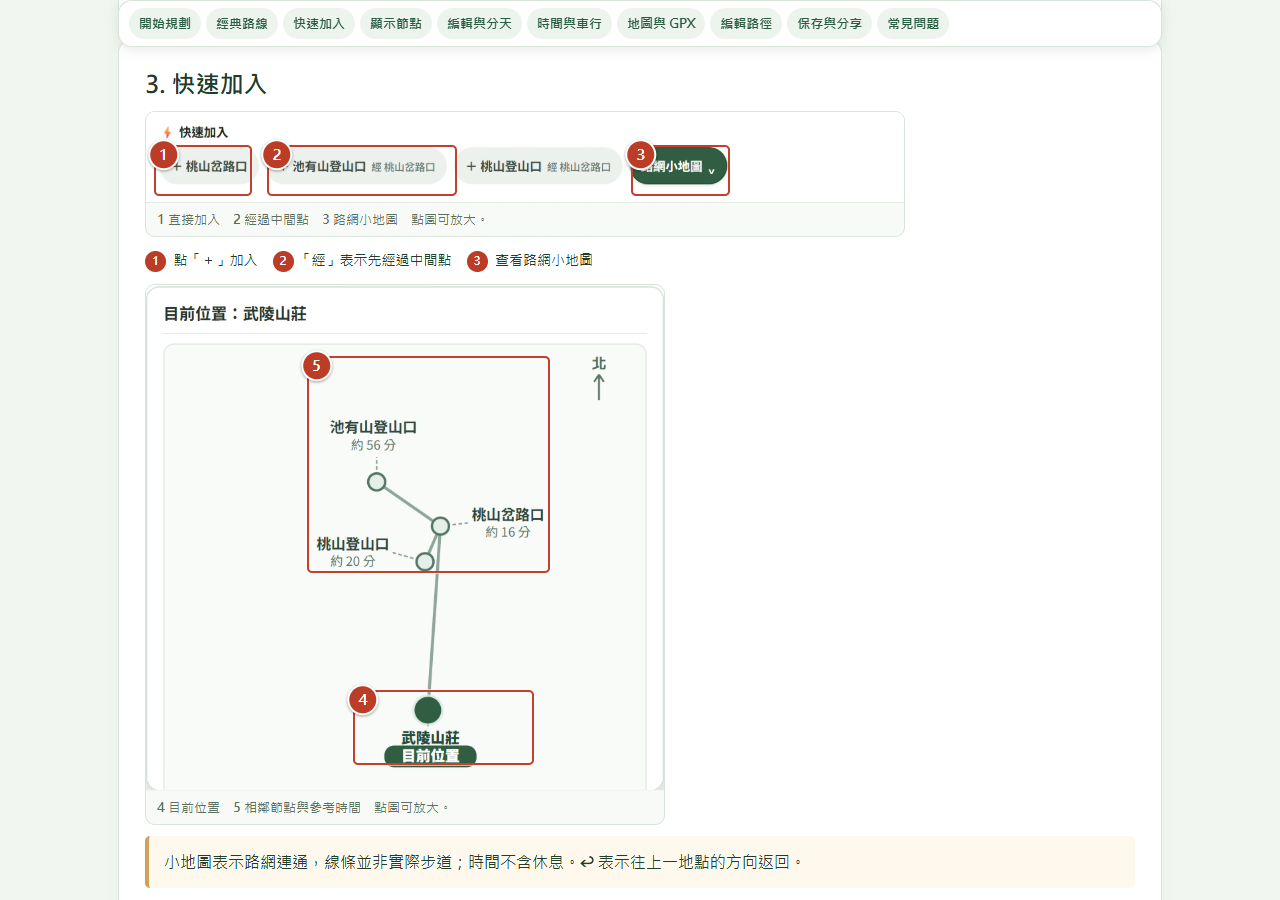 開始規劃 經典路線 快速加入 顯示節點 編輯與分天 時間與車行 地圖與 GPX 編輯路徑 保存與分享 常見問題
3. 快速加入
快速加入
1 + 桃山岔路口 2 池有山登山口 經 桃山岔路口 + 桃山登山口 經 桃山岔路口 3 路網小地圖
1 直接加入 2 經過中間點 3 路網小地圖 點圖可放大。
1 點「 + 」加入 2 「經」表示先經過中間點 3 查看路網小地圖
目前位置：武陵山莊
5
北
池有山登山口
約 56 分
桃山岔路口
約 16 分
桃山登山口
約 20 分
4
武陵山莊
目前位置
4 目前位置 5 相鄰節點與參考時間 點圖可放大。
小地圖表示路網連通，線條並非實際步道；時間不含休息。↩ 表示往上一地點的方向返回。